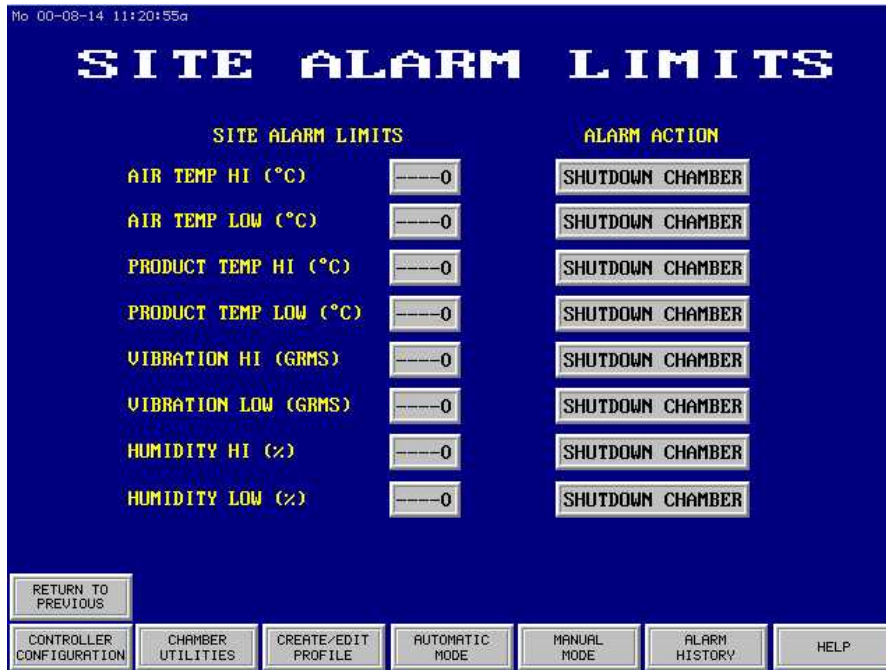 Mo 00-08-14 11:20:55a
SITE ALARM LIMITS
SITE ALARM LIMITS ALARM ACTION
AIR TEMP HI (°C) ----0 SHUTDOWN CHAMBER
AIR TEMP LOW (°C) ----0 SHUTDOWN CHAMBER
PRODUCT TEMP HI (°C) ----0 SHUTDOWN CHAMBER
PRODUCT TEMP LOW (°C) ----0 SHUTDOWN CHAMBER
VIBRATION HI (GRMS) ----0 SHUTDOWN CHAMBER
VIBRATION LOW (GRMS) ----0 SHUTDOWN CHAMBER
HUMIDITY HI (%) ----0 SHUTDOWN CHAMBER
HUMIDITY LOW (%) ----0 SHUTDOWN CHAMBER
RETURN TO
PREVIOUS
CONTROLLER
CONFIGURATION
CHAMBER
UTILITIES
CREATE/EDIT
PROFILE
AUTOMATIC
MODE
MANUAL
MODE
ALARM
HISTORY
HELP